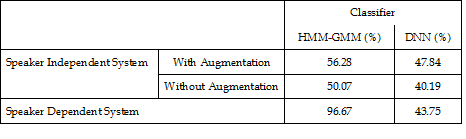 Classifier
HMM-GMM (%) DNN (%)
Speaker Independent System With Augmentation 56.28 47.84
Without Augmentation 50.07 40.19
Speaker Dependent System 96.67 43.75